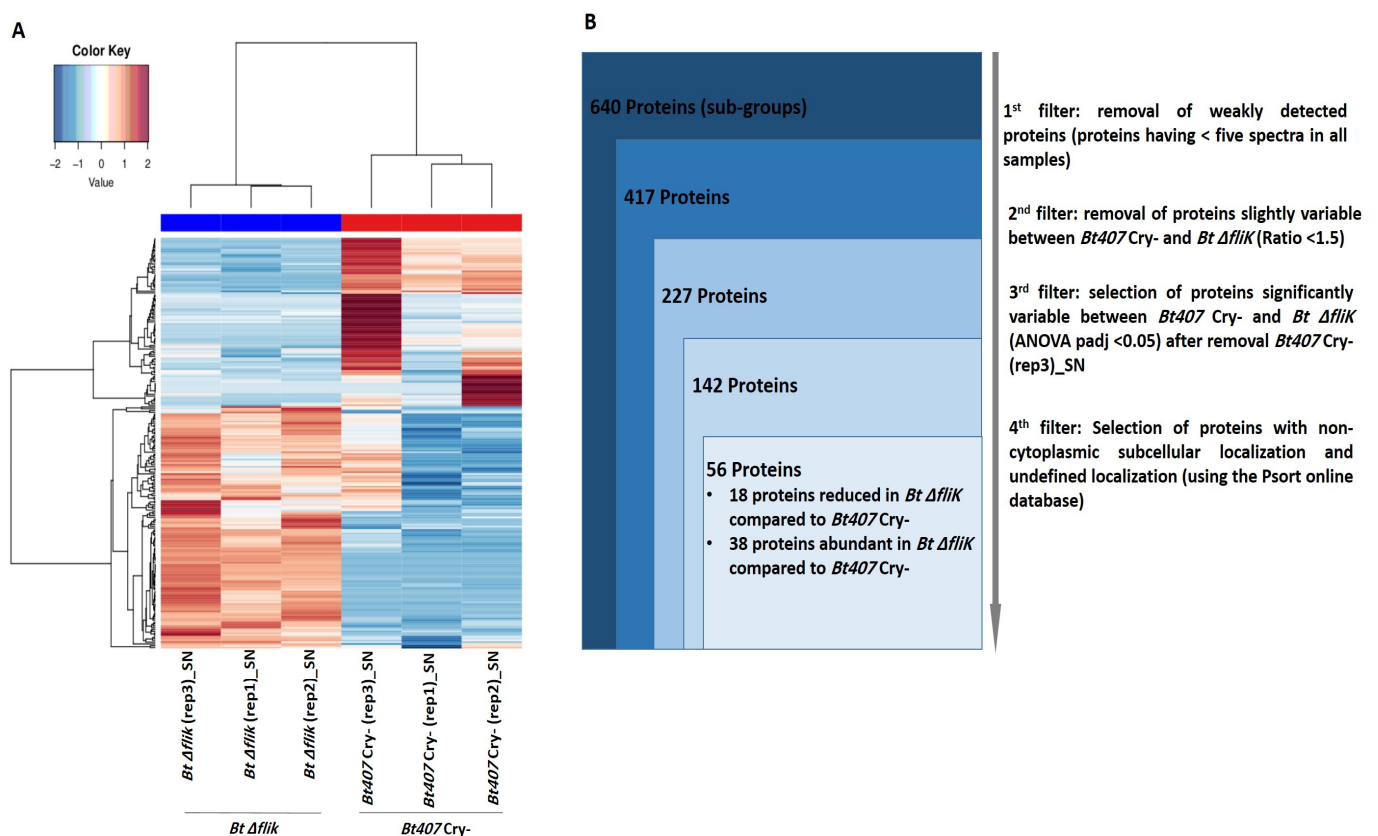 A
Color Key
−2 −1 0 1 2
Value
Bt Δflik (rep3)_SN
Bt Δflik (rep1)_SN
Bt Δflik (rep2)_SN
Bt407 Cry- (rep3)_SN
Bt407 Cry- (rep1)_SN
Bt407 Cry- (rep2)_SN
Bt Δflik
Bt407 Cry-
B
640 Proteins (sub-groups)
417 Proteins
227 Proteins
142 Proteins
56 Proteins
• 18 proteins reduced in Bt ΔfliK
compared to Bt407 Cry-
• 38 proteins abundant in Bt ΔfliK
compared to Bt407 Cry-
1st filter: removal of weakly detected
proteins (proteins having < five spectra in all
samples)
2nd filter: removal of proteins slightly variable
between Bt407 Cry- and Bt ΔfliK (Ratio <1.5)
3rd filter: selection of proteins significantly
variable between Bt407 Cry- and Bt ΔfliK
(ANOVA padj <0.05) after removal Bt407 Cry-
(rep3)_SN
4th filter: Selection of proteins with non-
cytoplasmic subcellular localization and
undefined localization (using the Psort online
database)